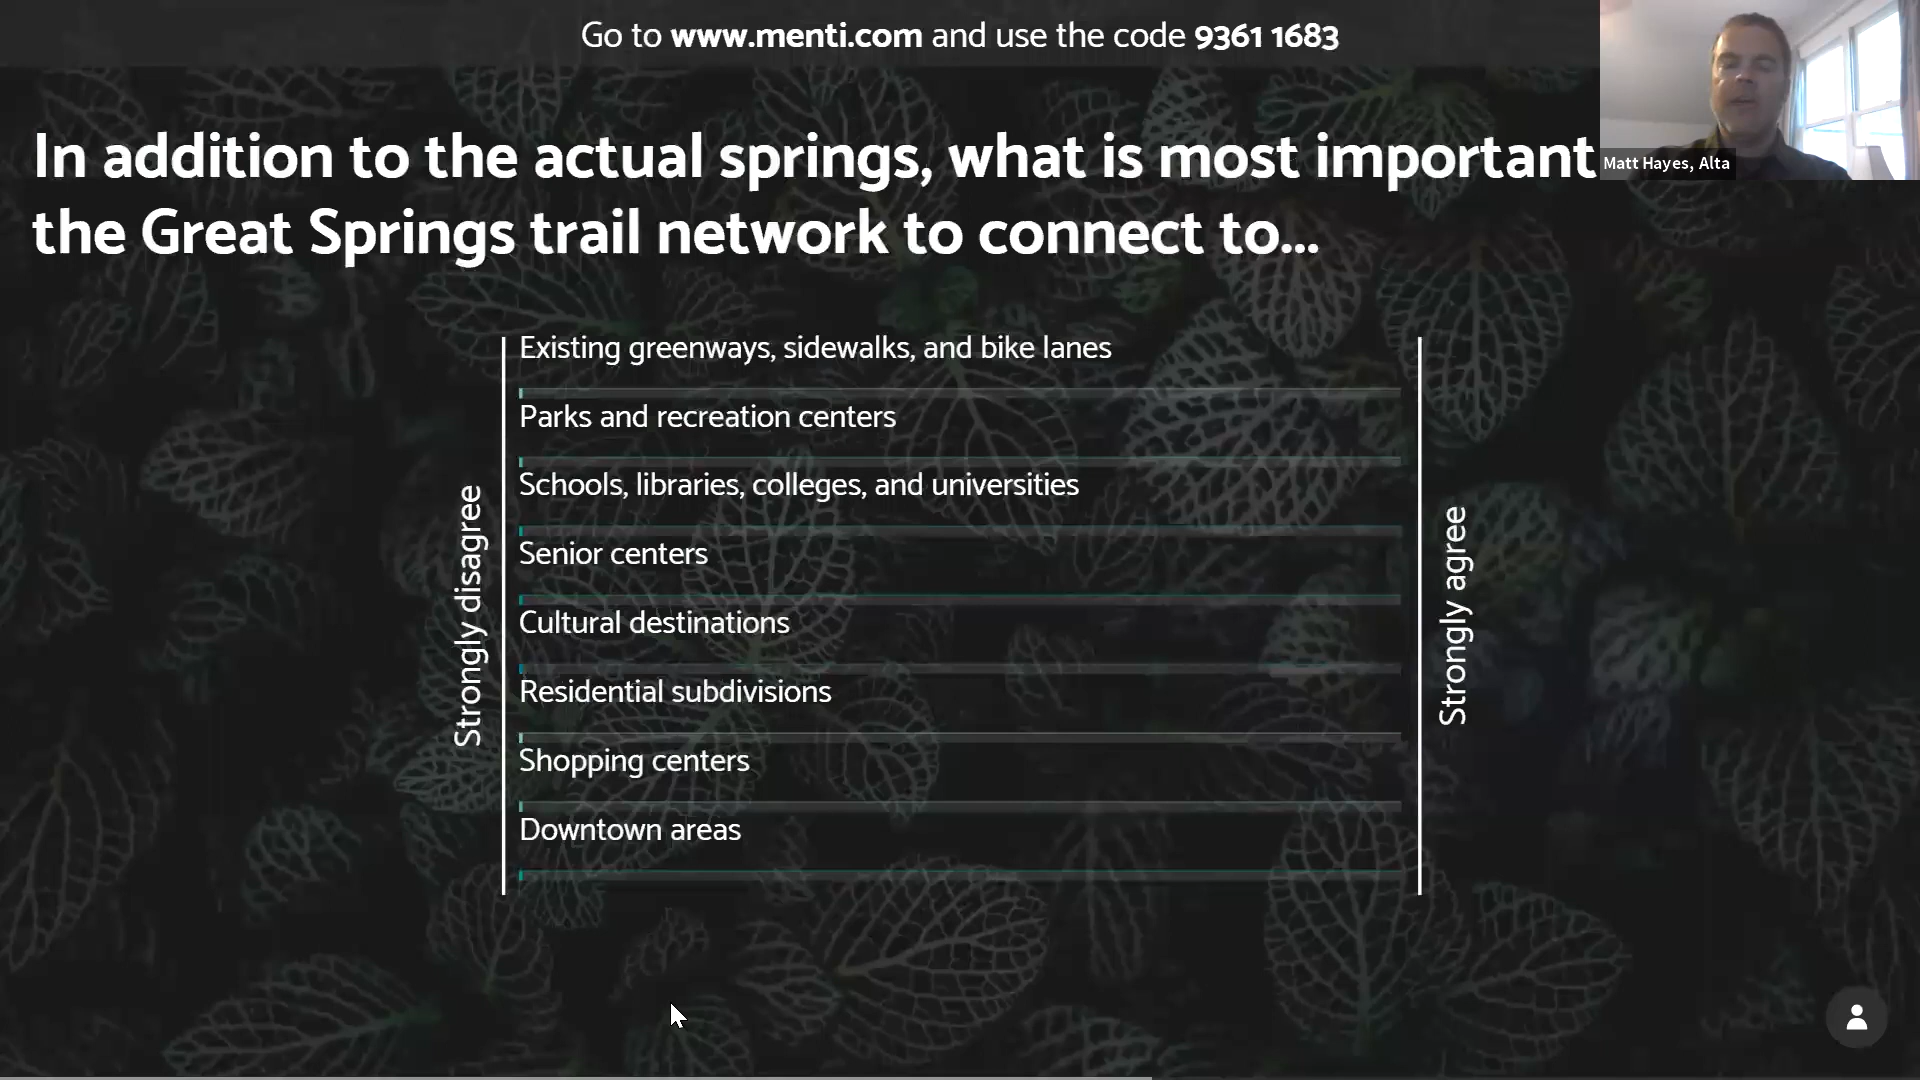 Go to www.menti.com and use the code 9361 1683
In addition to the actual springs, what is most important
the Great Springs trail network to connect to...
Matt Hayes, Alta
Strongly disagree
Existing greenways, sidewalks, and bike lanes
Parks and recreation centers
Schools, libraries, colleges, and universities
Senior centers
Cultural destinations
Residential subdivisions
Shopping centers
Downtown areas
Strongly agree